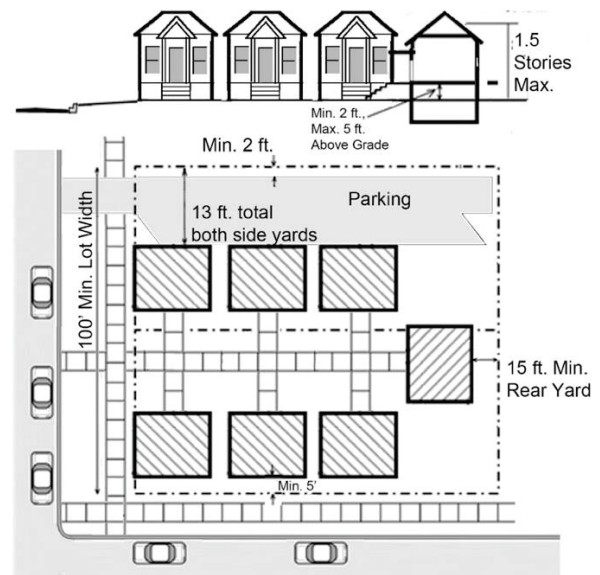 1.5
Stories
Max.
Min. 2 ft.,
Max. 5 ft.
Above Grade
Min. 2 ft.
Parking
13 ft. total
both side yards
100' Min. Lot Width
15 ft. Min.
Rear Yard
Min. 5'